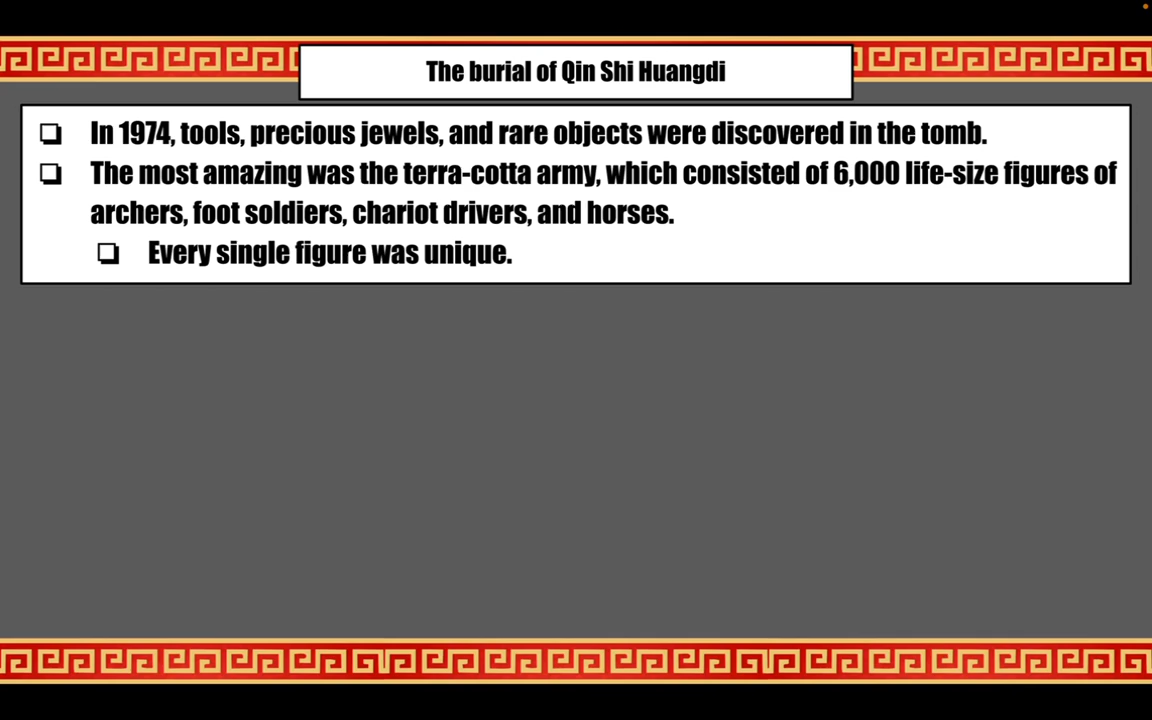 The burial of Qin Shi Huangdi
❏ In 1974, tools, precious jewels, and rare objects were discovered in the tomb.
❏ The most amazing was the terra-cotta army, which consisted of 6,000 life-size figures of
archers, foot soldiers, chariot drivers, and horses.
❏ Every single figure was unique.